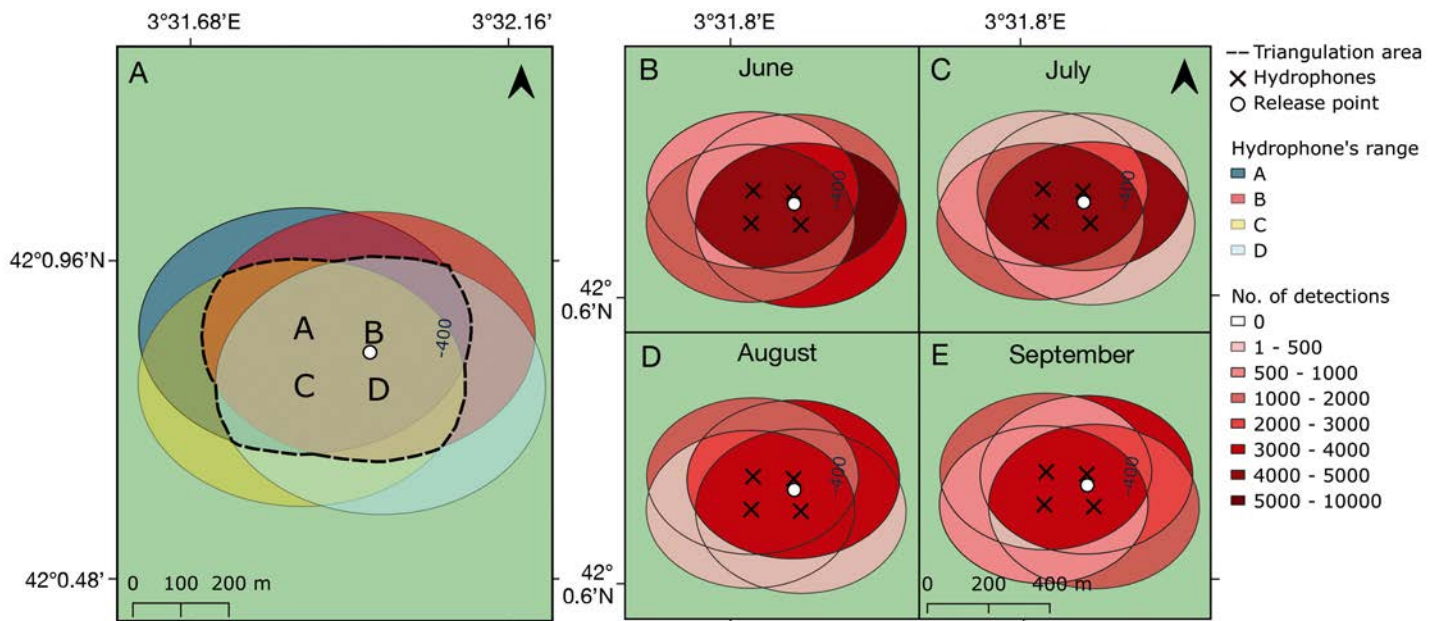 3°31.68'E
3°32.16’
3°31.8’E
3°31.8’E
A
42°0.96’N
A
B
C
D
-400
42°0.48’
0 100 200 m
B
June
-400
C
July
-400
42°
0.6’N
D
August
-400
E
September
-400
42°
0.6’N
0 200 400 m
Triangulation area
Hydrophones
Release point
Hydrophone's range
A
B
C
D
No. of detections
0
1 - 500
500 - 1000
1000 - 2000
2000 - 3000
3000 - 4000
4000 - 5000
5000 - 10000